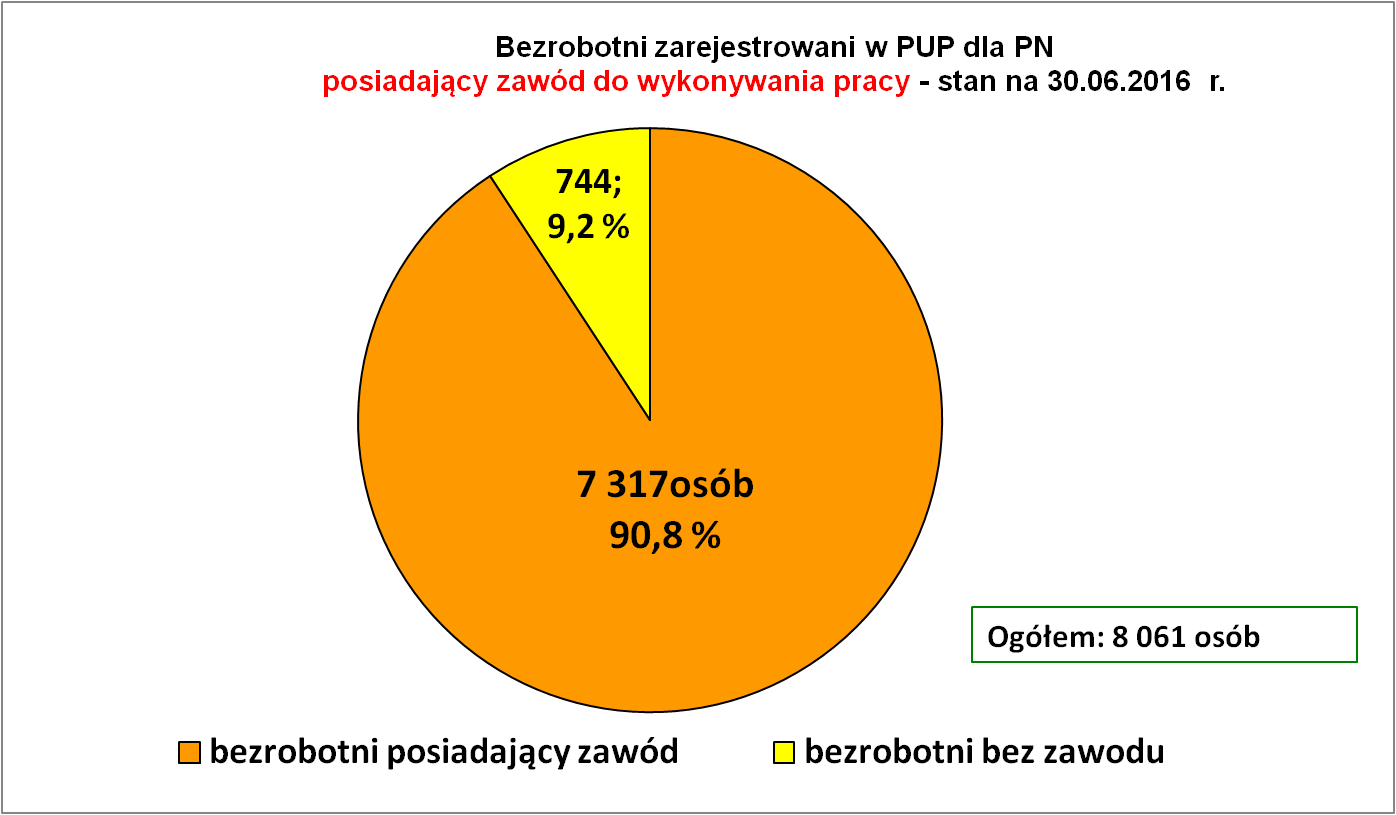 Bezrobotni zarejestrowani w PUP dla PN
posiadający zawód do wykonywania pracy - stan na 30.06.2016 r.
744;
9,2 %
7 317osób
90,8 %
Ogółem: 8 061 osób
bezrobotni posiadający zawód
bezrobotni bez zawodu